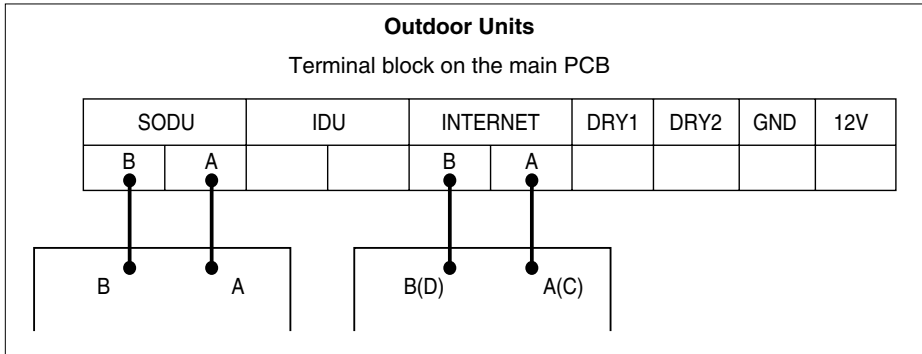 Outdoor Units
Terminal block on the main PCB
SODU IDU INTERNET DRY1 DRY2 GND 12V
B A B A
B A B(D) A(C)